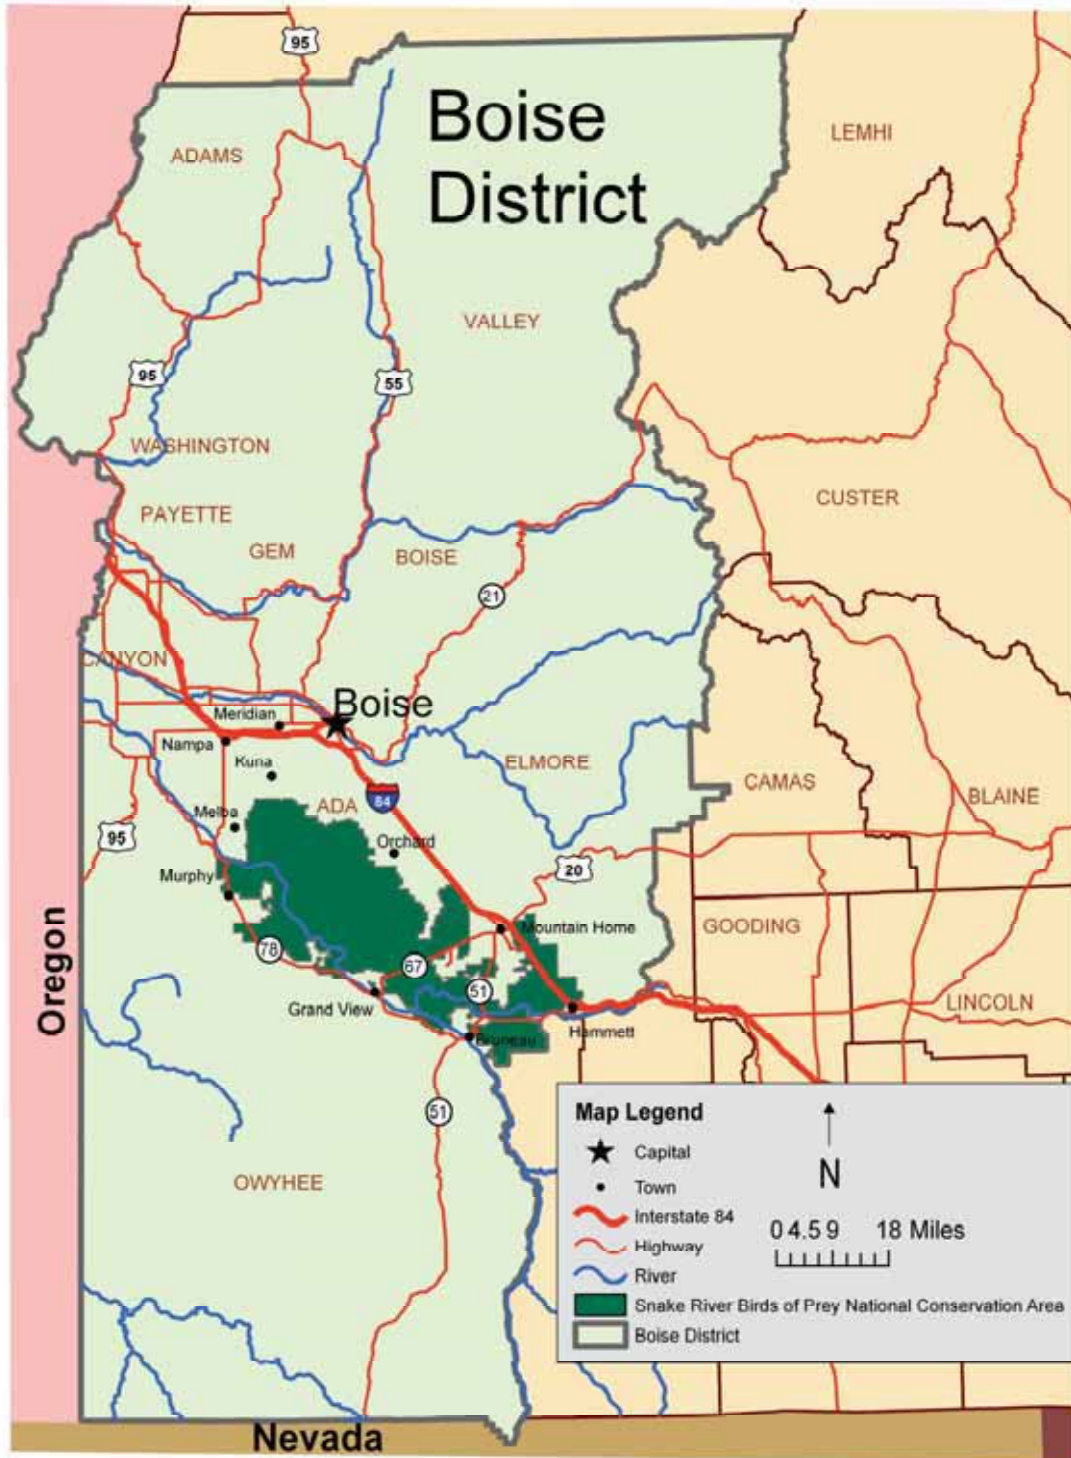 95
Boise
District
LEMHI
ADAMS
VALLEY
95
55
WASHINGTON
CUSTER
PAYETTE
GEM
BOISE
21
CANYON
Boise
Meridian
Nampa
Kuna
ELMORE
CAMAS
BLAINE
84
ADA
Melba
95
Orchard
20
Murphy
Mountain Home
GOODING
78
67
51
Oregon
Grand View
LINCOLN
Hammett
Bruneau
51
OWYHEE
Map Legend
Capital
Town
Interstate 84
Highway
River
Snake River Birds of Prey National Conservation Area
Boise District
N
0 4.5 9 18 Miles
Nevada